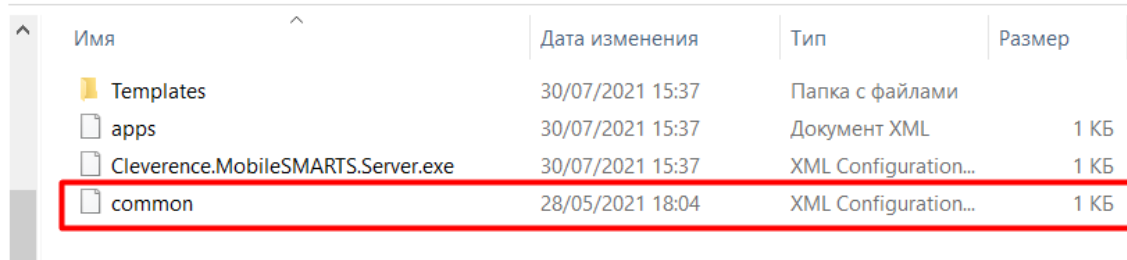 Имя Дата изменения Тип Размер
Templates 30/07/2021 15:37 Папка с файлами
apps 30/07/2021 15:37 Документ XML 1 КБ
Cleverence.MobileSMARTS.Server.exe 30/07/2021 15:37 XML Configuration... 1 КБ
common 28/05/2021 18:04 XML Configuration... 1 КБ